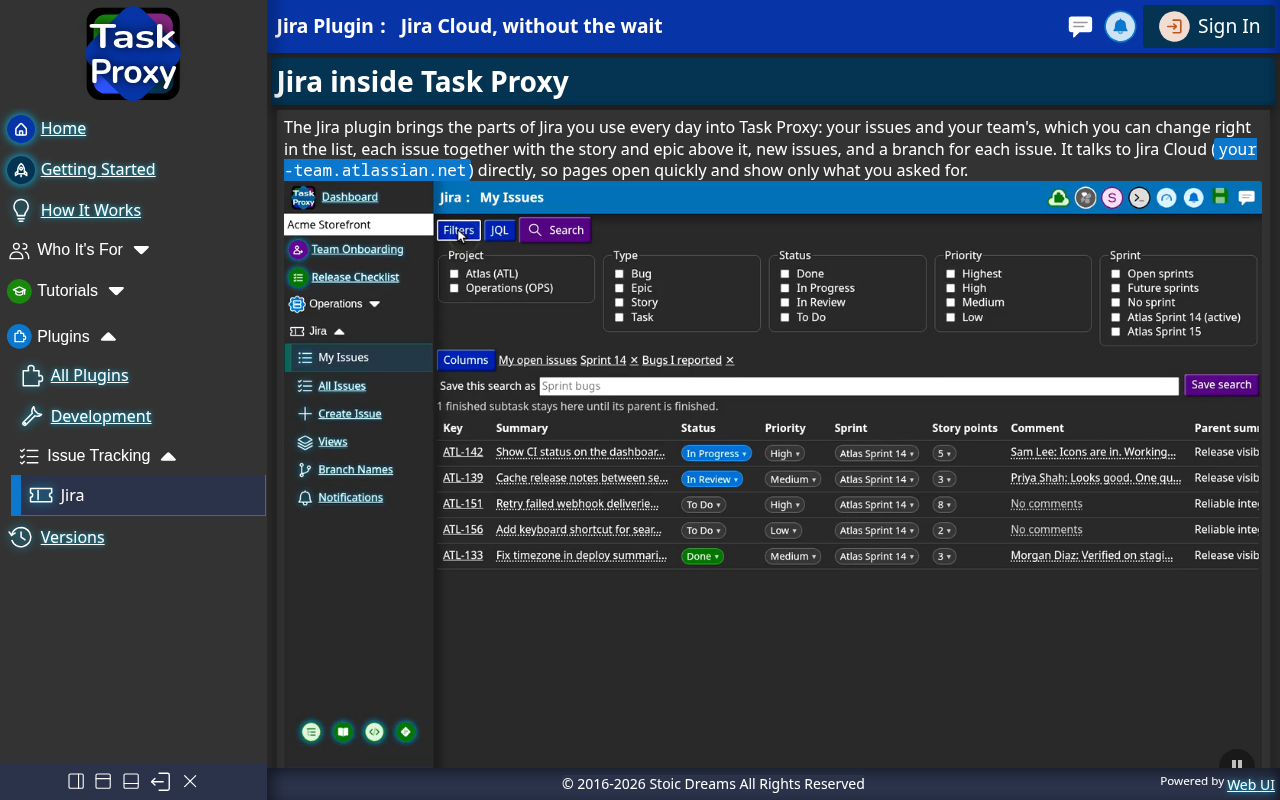 Task
Proxy
Home
Getting Started
How It Works
Who It's For
Tutorials
Plugins
All Plugins
Development
Issue Tracking
Jira
Versions
Jira Plugin : Jira Cloud, without the wait
Sign In
Jira inside Task Proxy
The Jira plugin brings the parts of Jira you use every day into Task Proxy: your issues and your team's, which you can change right
in the list, each issue together with the story and epic above it, new issues, and a branch for each issue. It talks to Jira Cloud ( your
-team.atlassian.net ) directly, so pages open quickly and show only what you asked for.
Task
Proxy
Dashboard
Acme Storefront
Team Onboarding
Release Checklist
Operations
Jira
My Issues
All Issues
Create Issue
Views
Branch Names
Notifications
Jira : My Issues
S
Filters JQL Search
Project
Atlas (ATL)
Operations (OPS)
Type
Bug
Epic
Story
Task
Status
Done
In Progress
In Review
To Do
Priority
Highest
High
Medium
Low
Sprint
Open sprints
Future sprints
No sprint
Atlas Sprint 14 (active)
Atlas Sprint 15
Columns My open issues Sprint 14 × Bugs I reported ×
Save this search as Sprint bugs Save search
1 finished subtask stays here until its parent is finished.
Key Summary Status Priority Sprint Story points Comment Parent sum
ATL-142 Show CI status on the dashboar... In Progress High Atlas Sprint 14 5 Sam Lee: Icons are in. Working... Release visib
ATL-139 Cache release notes between se... In Review Medium Atlas Sprint 14 3 Priya Shah: Looks good. One qu... Release visib
ATL-151 Retry failed webhook deliverie... To Do High Atlas Sprint 14 8 No comments Reliable inte
ATL-156 Add keyboard shortcut for sear... To Do Low Atlas Sprint 14 2 No comments Reliable inte
ATL-133 Fix timezone in deploy summari... Done Medium Atlas Sprint 14 3 Morgan Diaz: Verified on stagi... Release visib
© 2016-2026 Stoic Dreams All Rights Reserved
Powered by Web UI